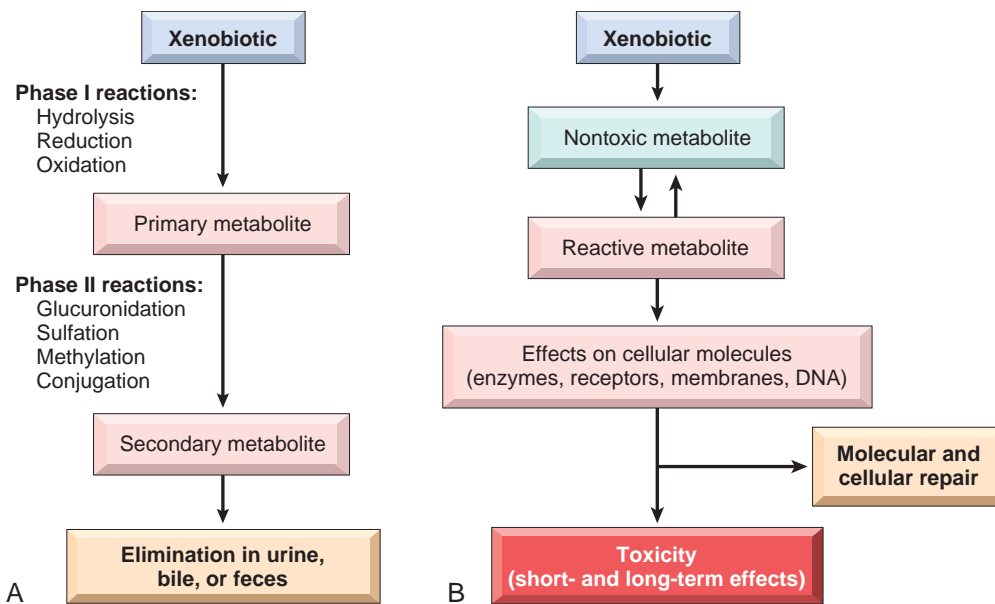 Xenobiotic
Phase I reactions:
Hydrolysis
Reduction
Oxidation
Primary metabolite
Phase II reactions:
Glucuronidation
Sulfation
Methylation
Conjugation
Secondary metabolite
Elimination in urine,
bile, or feces
A
Xenobiotic
Nontoxic metabolite
Reactive metabolite
Effects on cellular molecules
(enzymes, receptors, membranes, DNA)
Molecular and
cellular repair
Toxicity
(short- and long-term effects)
B